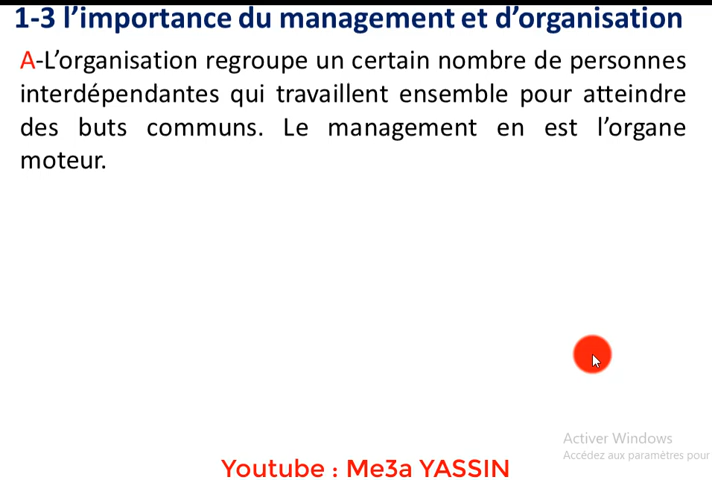 1-3 l’importance du management et d’organisation
A-L’organisation regroupe un certain nombre de personnes
interdépendantes qui travaillent ensemble pour atteindre
des buts communs. Le management en est l’organe
moteur.
Activer Windows
Accédez aux paramètres pour
Youtube : Me3a YASSIN